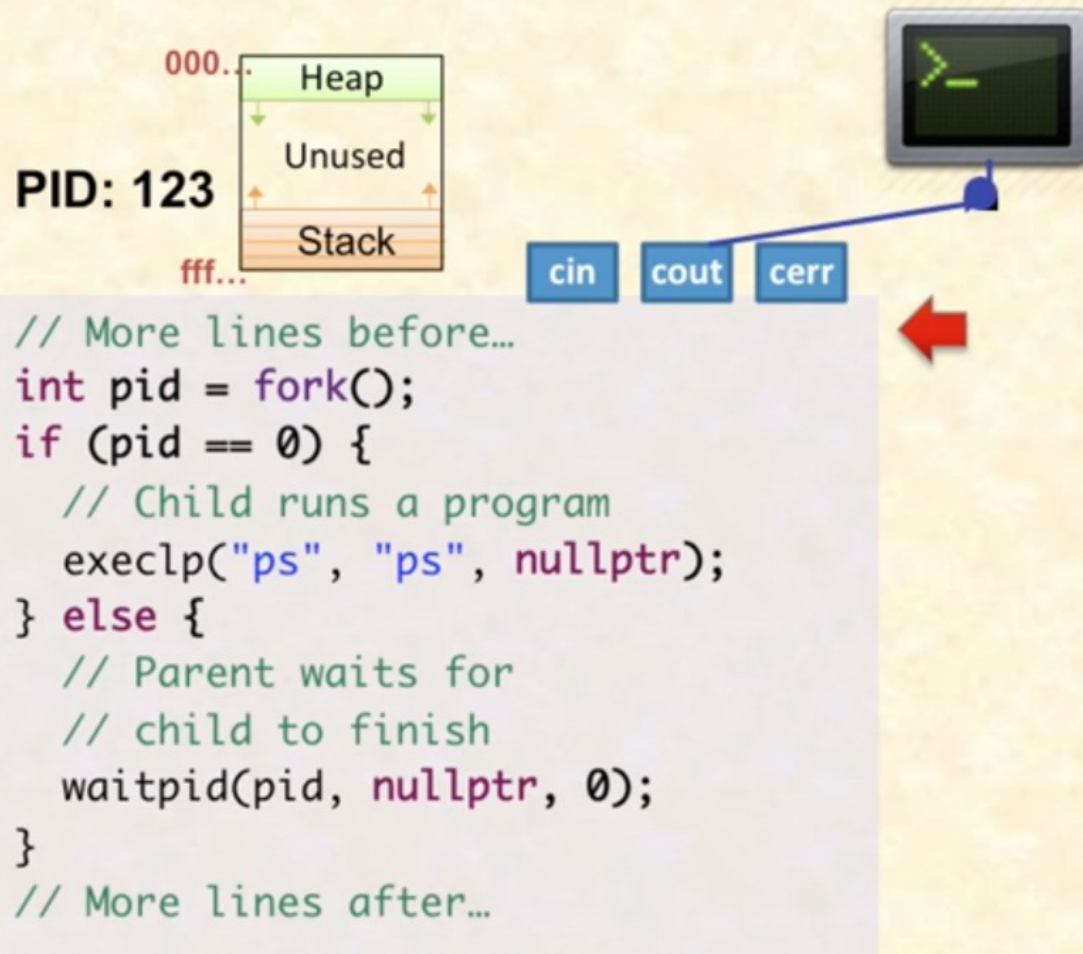 000...
Heap
Unused
PID: 123
Stack
fff...
>_
cin
cout
cerr
// More lines before…
int pid = fork();
if (pid == 0) {
  // Child runs a program
  execlp("ps", "ps", nullptr);
} else {
  // Parent waits for
  // child to finish
  waitpid(pid, nullptr, 0);
}
// More lines after…